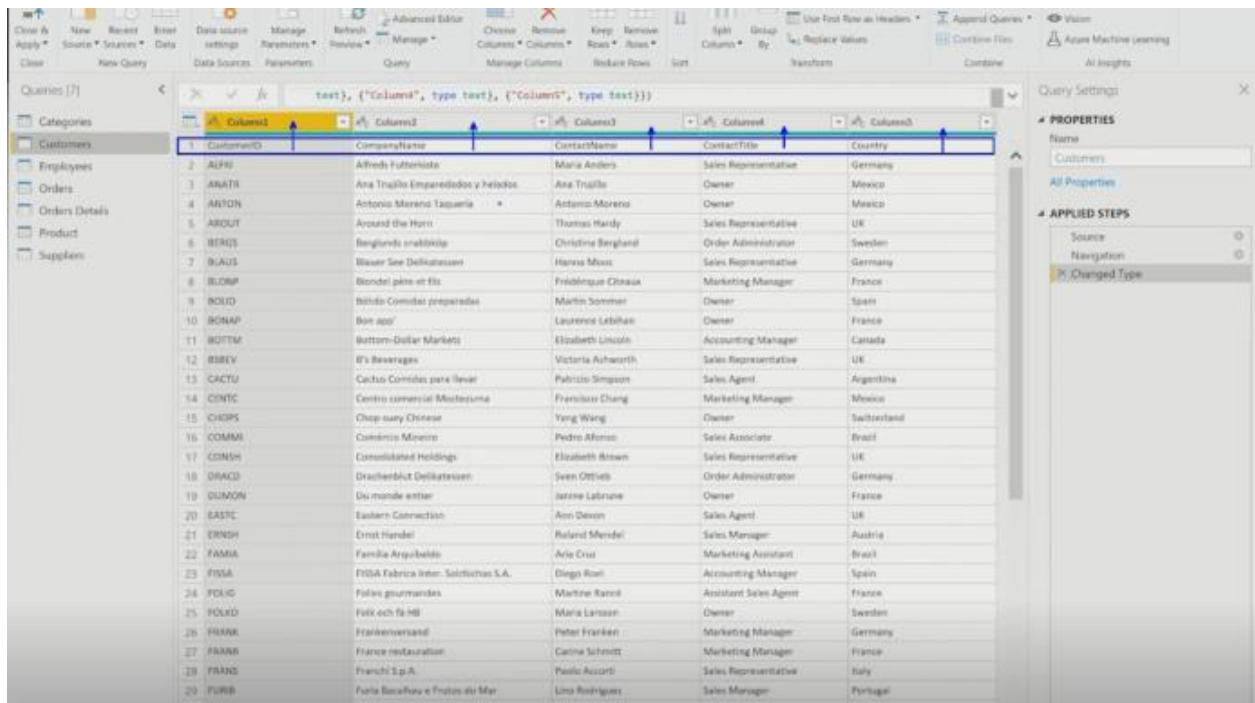 Close & Apply
New Source
Recent Sources
Enter Data
Data source settings
Manage Parameters
Refresh Preview
Advanced Editor
Manage
Choose Columns
Remove Columns
Keep Rows
Remove Rows
Split Column
Group By
Use First Row as Headers
Replace Values
Append Queries
Combine Files
Vision
Azure Machine Learning
Close
New Query
Data Sources
Parameters
Query
Manage Columns
Reduce Rows
Sort
Transform
Combine
AI Insights
Queries [7]
Categories
Customers
Employees
Orders
Orders Details
Product
Suppliers
text}, {"Column4", type text}, {"Column5", type text}})
Column1 Column2 Column3 Column4 Column5
1 CustomerID CompanyName ContactName ContactTitle Country
2 ALFKI Alfreds Futterkiste Maria Anders Sales Representative Germany
3 ANATR Ana Trujillo Emparedados y helados Ana Trujillo Owner Mexico
4 ANTON Antonio Moreno Taquería Antonio Moreno Owner Mexico
5 AROUT Around the Horn Thomas Hardy Sales Representative UK
6 BERGS Berglunds snabbköp Christina Berglund Order Administrator Sweden
7 BLAUS Blauer See Delikatessen Hanna Moos Sales Representative Germany
8 BLONP Blondel père et fils Frédérique Citeaux Marketing Manager France
9 BOLID Bólido Comidas preparadas Martín Sommer Owner Spain
10 BONAP Bon app' Laurence Lebihan Owner France
11 BOTTM Bottom-Dollar Markets Elizabeth Lincoln Accounting Manager Canada
12 BSBEV B's Beverages Victoria Ashworth Sales Representative UK
13 CACTU Cactus Comidas para llevar Patricio Simpson Sales Agent Argentina
14 CENTC Centro comercial Moctezuma Francisco Chang Marketing Manager Mexico
15 CHOPS Chop-suey Chinese Yang Wang Owner Switzerland
16 COMMI Comércio Mineiro Pedro Afonso Sales Associate Brazil
17 CONSH Consolidated Holdings Elizabeth Brown Sales Representative UK
18 DRACD Drachenblut Delikatessen Sven Ottlieb Order Administrator Germany
19 DUMON Du monde entier Janine Labrune Owner France
20 EASTC Eastern Connection Ann Devon Sales Agent UK
21 ERNSH Ernst Handel Roland Mendel Sales Manager Austria
22 FAMIA Familia Arquibaldo Aria Cruz Marketing Assistant Brazil
23 FISSA FISSA Fabrica Inter. Salchichas S.A. Diego Roel Accounting Manager Spain
24 FOLIG Folies gourmandes Martine Rancé Assistant Sales Agent France
25 FOLKO Folk och fä HB Maria Larsson Owner Sweden
26 FRANK Frankenversand Peter Franken Marketing Manager Germany
27 FRANR France restauration Carine Schmitt Marketing Manager France
28 FRANS Franchi S.p.A. Paolo Accorti Sales Representative Italy
29 FURIB Furia Bacalhau e Frutos do Mar Lino Rodriguez Sales Manager Portugal
Query Settings
PROPERTIES
Name
Customers
All Properties
APPLIED STEPS
Source
Navigation
Changed Type